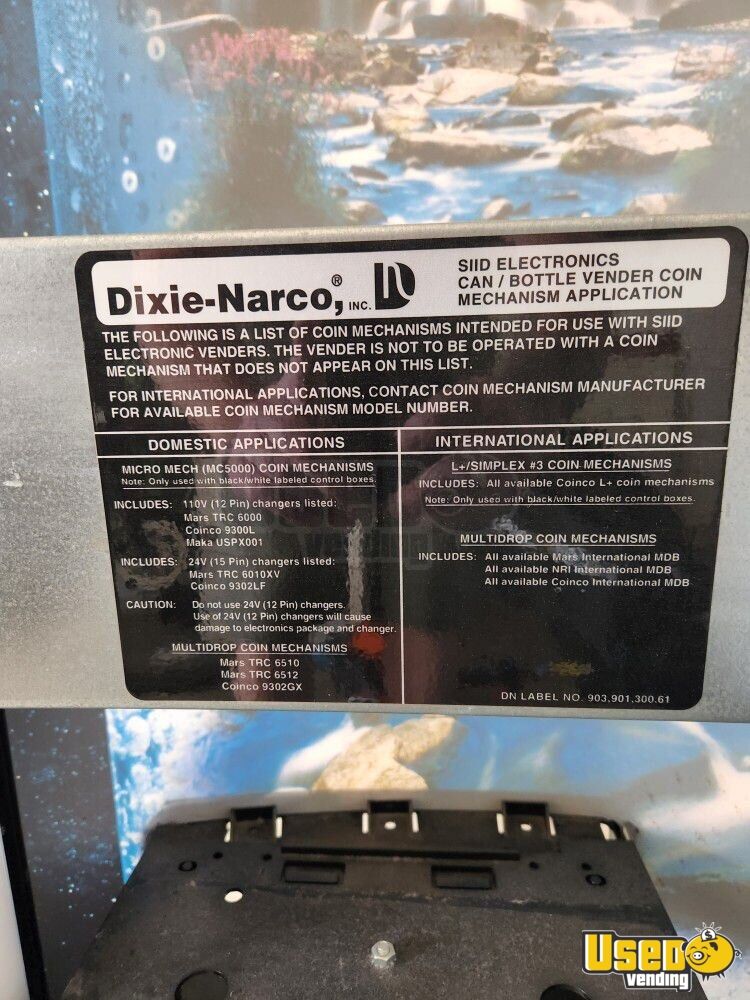 Dixie-Narco,® INC.
SIID ELECTRONICS
CAN / BOTTLE VENDER COIN
MECHANISM APPLICATION
THE FOLLOWING IS A LIST OF COIN MECHANISMS INTENDED FOR USE WITH SIID
ELECTRONIC VENDERS. THE VENDER IS NOT TO BE OPERATED WITH A COIN
MECHANISM THAT DOES NOT APPEAR ON THIS LIST.
FOR INTERNATIONAL APPLICATIONS, CONTACT COIN MECHANISM MANUFACTURER
FOR AVAILABLE COIN MECHANISM MODEL NUMBER.
DOMESTIC APPLICATIONS
MICRO MECH (MC5000) COIN MECHANISMS
Note: Only used with black/white labeled control boxes.
INCLUDES: 110V (12 Pin) changers listed:
Mars TRC 6000
Coinco 9300L
Maka USPX001
INCLUDES: 24V (15 Pin) changers listed:
Mars TRC 6010XV
Coinco 9302LF
CAUTION: Do not use 24V (12 Pin) changers.
Use of 24V (12 Pin) changers will cause
damage to electronics package and changer.
MULTIDROP COIN MECHANISMS
Mars TRC 6510
Mars TRC 6512
Coinco 9302GX
INTERNATIONAL APPLICATIONS
L+/SIMPLEX #3 COIN MECHANISMS
INCLUDES: All available Coinco L+ coin mechanisms
Note: Only used with black/white labeled control boxes.
MULTIDROP COIN MECHANISMS
INCLUDES: All available Mars International MDB
All available NRI International MDB
All available Coinco International MDB
DN LABEL NO. 903,901,300.61
USED
vending